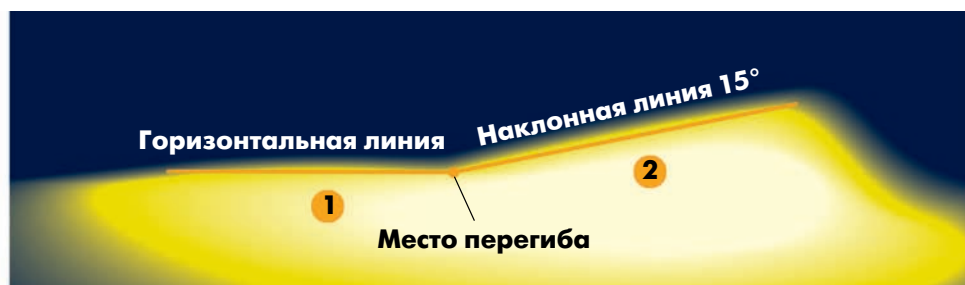 Горизонтальная линия
Наклонная линия 15°
1
2
Место перегиба